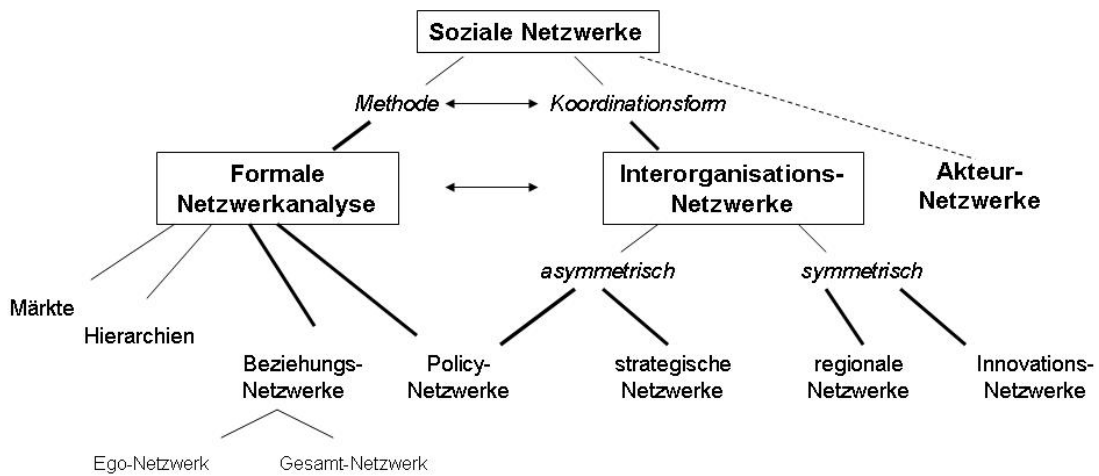 Soziale Netzwerke
Methode
Koordinationsform
Formale
Netzwerkanalyse
Interorganisations-
Netzwerke
Akteur-
Netzwerke
asymmetrisch
symmetrisch
Märkte
Hierarchien
Beziehungs-
Netzwerke
Policy-
Netzwerke
strategische
Netzwerke
regionale
Netzwerke
Innovations-
Netzwerke
Ego-Netzwerk
Gesamt-Netzwerk